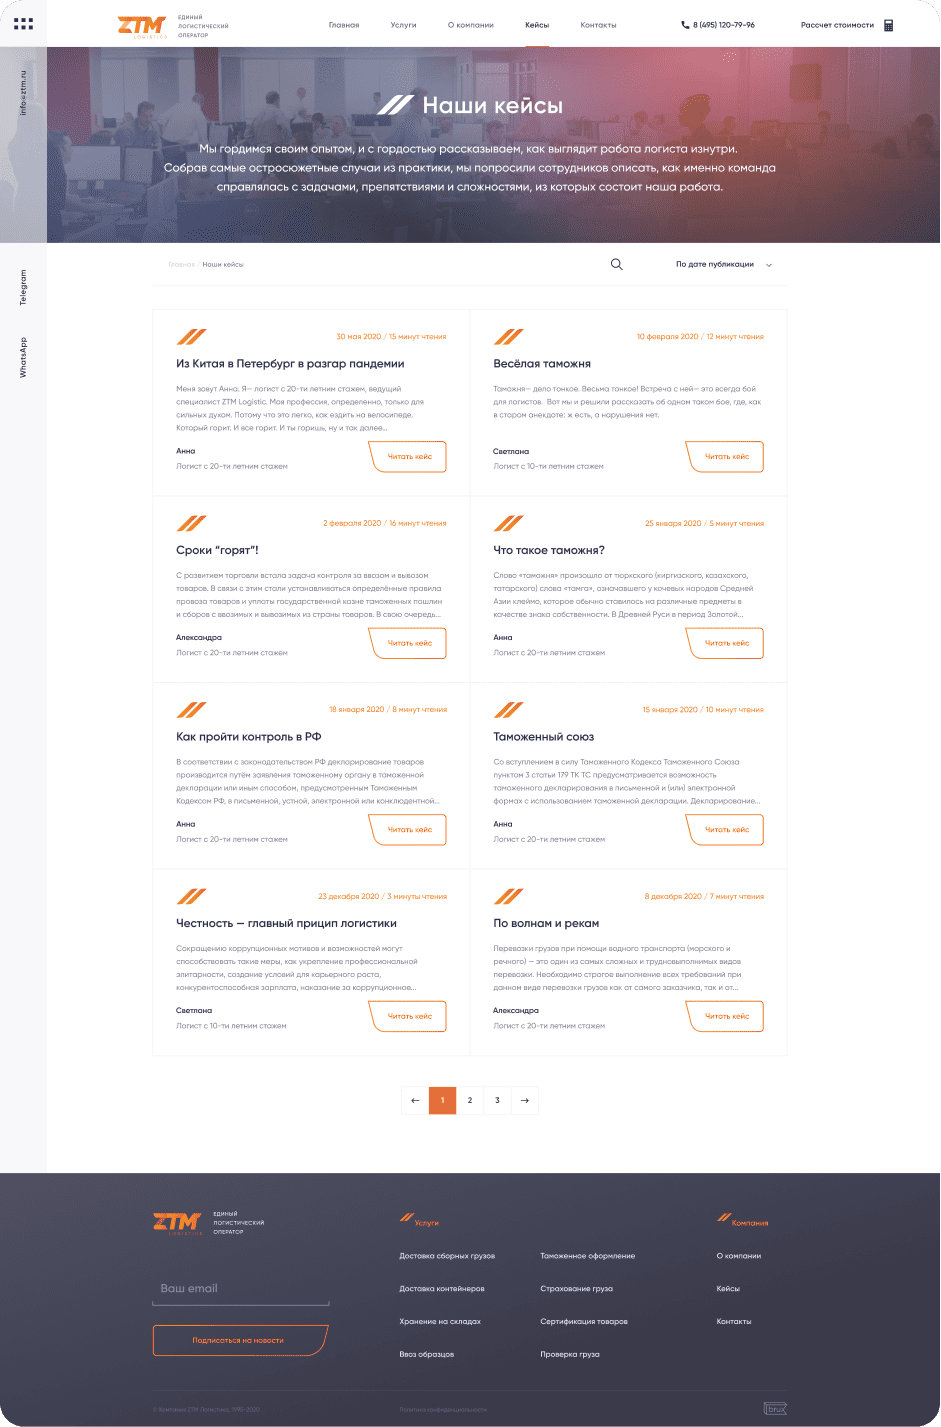 ZTM
LOGISTICS
ЕДИНЫЙ
ЛОГИСТИЧЕСКИЙ
ОПЕРАТОР
Главная
Услуги
О компании
Кейсы
Контакты
8 (495) 120-79-96
Рассчет стоимости
info@ztm.ru
Telegram
WhatsApp
Наши кейсы
Мы гордимся своим опытом, и с гордостью рассказываем, как выглядит работа логиста изнутри.
Собрав самые остросюжетные случаи из практики, мы попросили сотрудников описать, как именно команда
справлялась с задачами, препятствиями и сложностями, из которых состоит наша работа.
Главная / Наши кейсы
По дате публикации
30 мая 2020 / 15 минут чтения
Из Китая в Петербург в разгар пандемии
Меня зовут Анна. Я— логист с 20-ти летним стажем, ведущий
специалист ZTM Logistic. Моя профессия, определенно, только для
сильных духом. Потому что это легко, как ездить на велосипеде.
Который горит. И все горит. И ты горишь, ну и так далее...
Анна
Логист с 20-ти летним стажем
Читать кейс
10 февраля 2020 / 12 минут чтения
Весёлая таможня
Таможня— дело тонкое. Весьма тонкое! Встреча с ней— это всегда бой
для логистов. Вот мы и решили рассказать об одном таком бое, где, как
в старом анекдоте: ж есть, а нарушения нет.
Светлана
Логист с 10-ти летним стажем
Читать кейс
2 февраля 2020 / 16 минут чтения
Сроки “горят”!
С развитием торговли встала задача контроля за ввозом и вывозом
товаров. В связи с этим стали устанавливаться определённые правила
провоза товаров и уплаты государственной казне таможенных пошлин
и сборов с ввозимых и вывозимых из страны товаров. В свою очередь...
Александра
Логист с 20-ти летним стажем
Читать кейс
25 января 2020 / 5 минут чтения
Что такое таможня?
Слово «таможня» произошло от тюркского (киргизского, казахского,
татарского) слова «тамга», означавшего у кочевых народов Средней
Азии клеймо, которое обычно ставилось на различные предметы в
качестве знака собственности. В Древней Руси в период Золотой...
Анна
Логист с 20-ти летним стажем
Читать кейс
18 января 2020 / 8 минут чтения
Как пройти контроль в РФ
В соответствии с законодательством РФ декларирование товаров
производится путём заявления таможенному органу в таможенной
декларации или иным способом, предусмотренным Таможенным
Кодексом РФ, в письменной, устной, электронной или конклюдентной...
Анна
Логист с 20-ти летним стажем
Читать кейс
15 января 2020 / 10 минут чтения
Таможенный союз
Со вступлением в силу Таможенного Кодекса Таможенного Союза
пунктом 3 статьи 179 ТК ТС предусматривается возможность
таможенного декларирования в письменной и (или) электронной
формах с использованием таможенной декларации. Декларирование...
Анна
Логист с 20-ти летним стажем
Читать кейс
23 декабря 2020 / 3 минуты чтения
Честность — главный прицип логистики
Сокращению коррупционных мотивов и возможностей могут
способствовать такие меры, как укрепление профессиональной
элитарности, создание условий для карьерного роста,
конкурентоспособная зарплата, наказание за коррупционное...
Светлана
Логист с 10-ти летним стажем
Читать кейс
8 декабря 2020 / 7 минут чтения
По волнам и рекам
Перевозки грузов при помощи водного транспорта (морского и
речного) — это один из самых сложных и трудновыполнимых видов
перевозки. Необходимо строгое выполнение всех требований при
данном виде перевозки грузов как от самого заказчика, так и от...
Александра
Логист с 20-ти летним стажем
Читать кейс
← 1 2 3 →
ZTM
LOGISTICS
ЕДИНЫЙ
ЛОГИСТИЧЕСКИЙ
ОПЕРАТОР
Ваш email
Подписаться на новости
Услуги
Доставка сборных грузов
Таможенное оформление
Доставка контейнеров
Страхование груза
Хранение на складах
Сертификация товаров
Ввоз образцов
Проверка груза
Компания
О компании
Кейсы
Контакты
© Компания ZTM Логистикс, 1995-2020
Политика конфиденциальности
brux